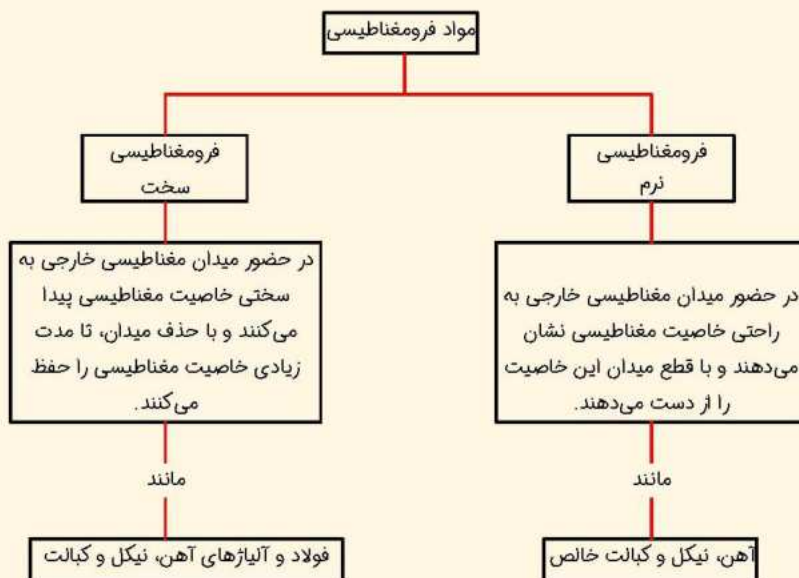 مواد فرومغناطیسی
فرومغناطیسی
نرم
در حضور میدان مغناطیسی خارجی به
راحتی خاصیت مغناطیسی نشان
می‌دهند و با قطع میدان این خاصیت
را از دست می‌دهند.
مانند
آهن، نیکل و کبالت خالص
فرومغناطیسی
سخت
در حضور میدان مغناطیسی خارجی به
سختی خاصیت مغناطیسی پیدا
می‌کنند و با حذف میدان، تا مدت
زیادی خاصیت مغناطیسی را حفظ
می‌کنند.
مانند
فولاد و آلیاژهای آهن، نیکل و کبالت